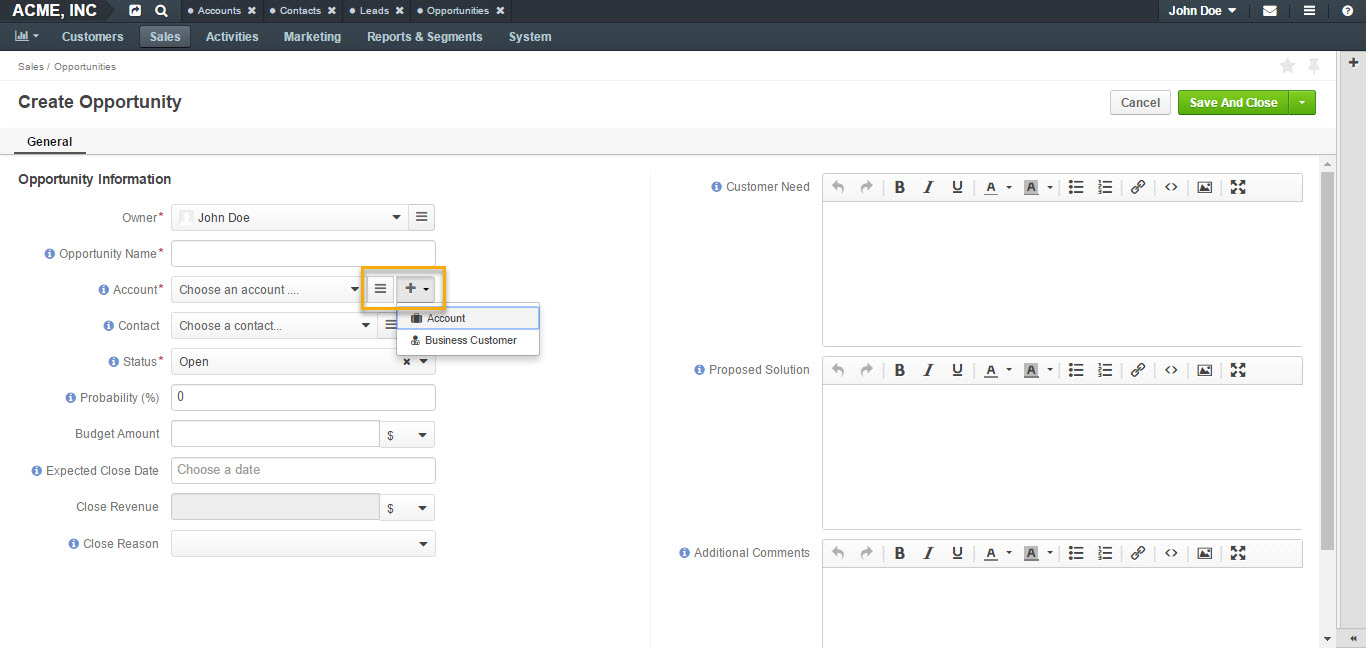 ACME, INC Accounts Contacts Leads Opportunities John Doe
Customers Sales Activities Marketing Reports & Segments System
Sales / Opportunities
Create Opportunity Cancel Save And Close
General
Opportunity Information
Owner* John Doe
Opportunity Name*
Account* Choose an account ....
Account
Business Customer
Contact Choose a contact...
Status* Open
Probability (%) 0
Budget Amount $
Expected Close Date Choose a date
Close Revenue $
Close Reason
Customer Need B I U A A
Proposed Solution B I U A A
Additional Comments B I U A A